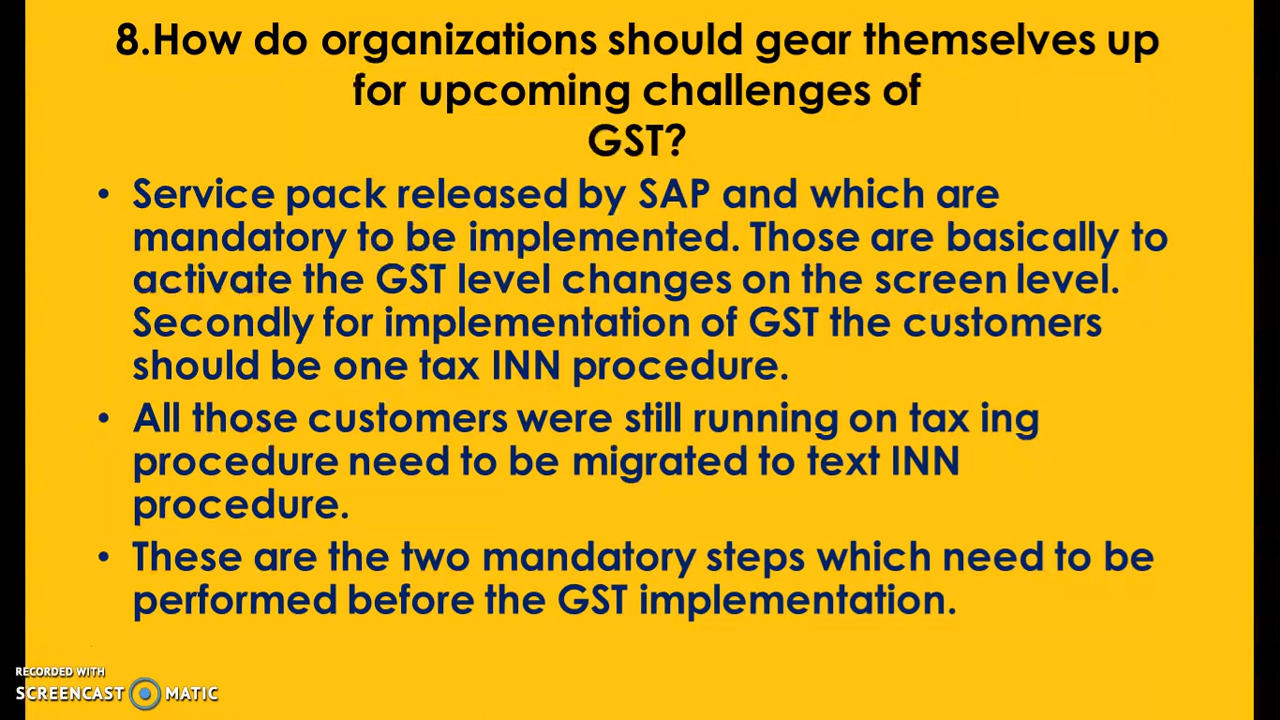 8.How do organizations should gear themselves up
for upcoming challenges of
GST?
• Service pack released by SAP and which are
mandatory to be implemented. Those are basically to
activate the GST level changes on the screen level.
Secondly for implementation of GST the customers
should be one tax INN procedure.
• All those customers were still running on tax ing
procedure need to be migrated to text INN
procedure.
• These are the two mandatory steps which need to be
performed before the GST implementation.
RECORDED WITH
SCREENCAST MATIC